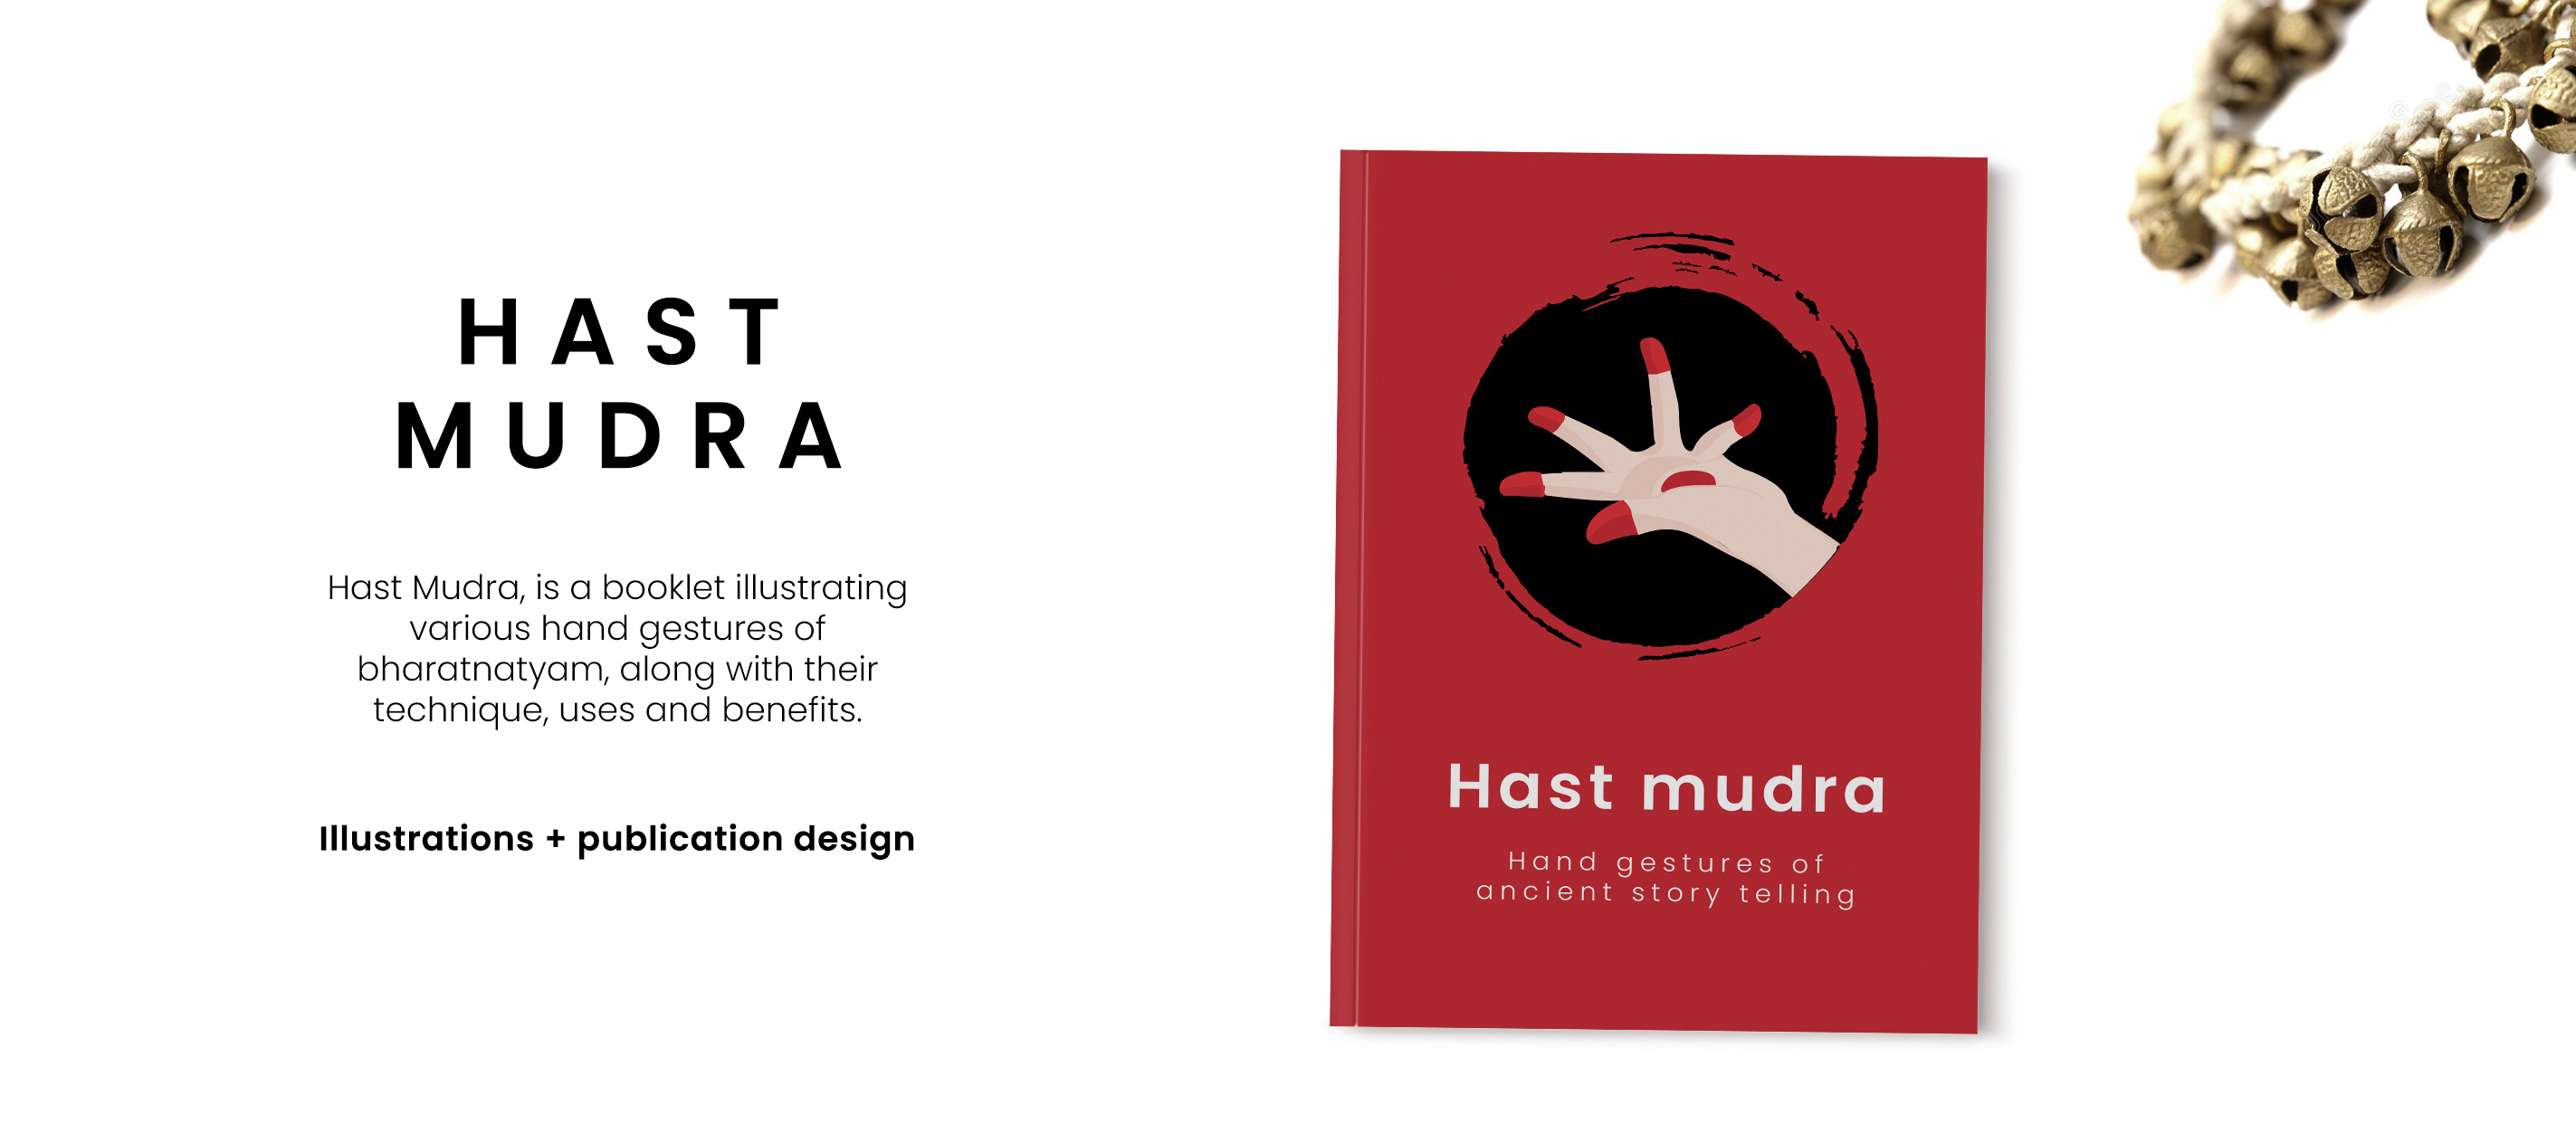 HAST
MUDRA
Hast Mudra, is a booklet illustrating
various hand gestures of
bharatnatyam, along with their
technique, uses and benefits.
Illustrations + publication design
Hast mudra
Hand gestures of
ancient story telling